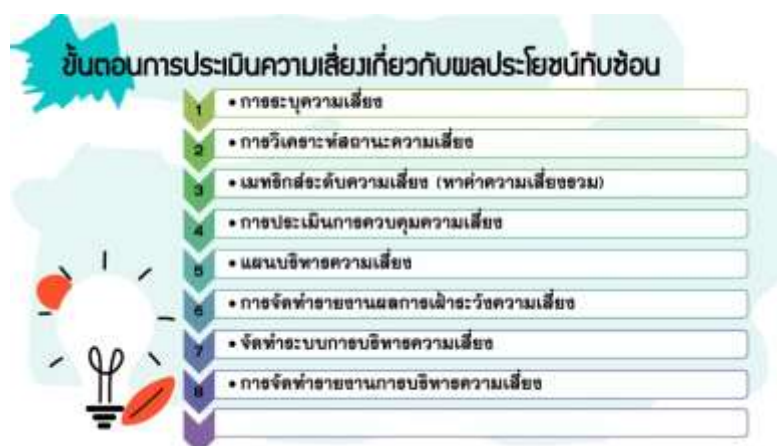 ขั้นตอนการประเมินความเสี่ยงเกี่ยวกับผลประโยชน์ทับซ้อน
1 • การระบุความเสี่ยง
2 • การวิเคราะห์สถานะความเสี่ยง
3 • เมทริกส์ระดับความเสี่ยง (หาค่าความเสี่ยงรวม)
4 • การประเมินการควบคุมความเสี่ยง
5 • แผนบริหารความเสี่ยง
6 • การจัดทำรายงานผลการเฝ้าระวังความเสี่ยง
7 • จัดทำระบบการบริหารความเสี่ยง
8 • การจัดทำรายงานการบริหารความเสี่ยง